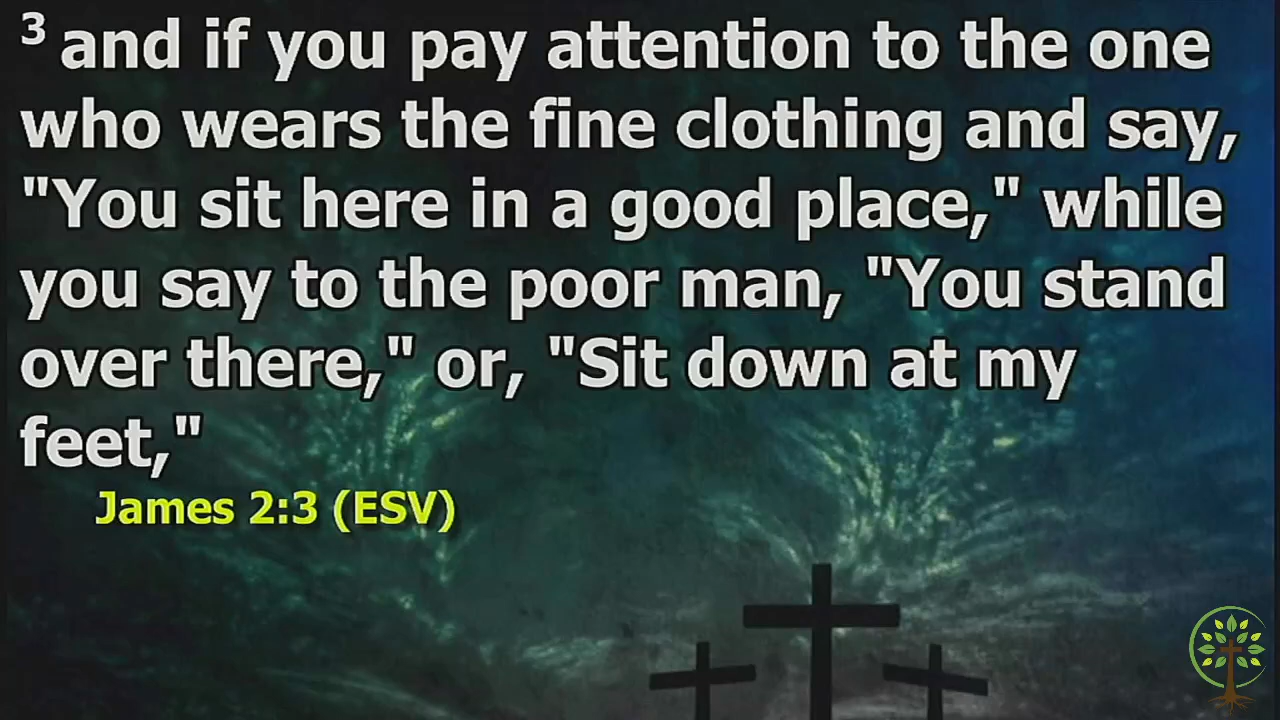 3 and if you pay attention to the one
who wears the fine clothing and say,
"You sit here in a good place," while
you say to the poor man, "You stand
over there," or, "Sit down at my
feet,"
James 2:3 (ESV)